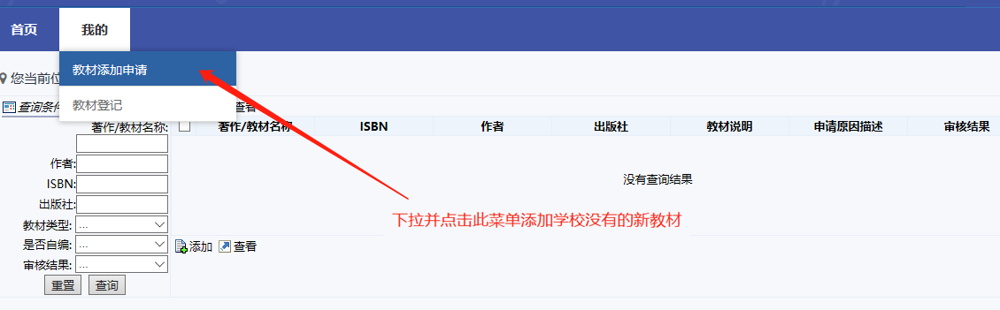 首页 我的
教材添加申请
您当前位
教材登记
查询条件 查看
著作/教材名称: 著作/教材名称 ISBN 作者 出版社 教材说明 申请原因描述 审核结果
作者:
没有查询结果
ISBN:
出版社:
下拉并点击此菜单添加学校没有的新教材
教材类型: ...
是否自编: ... 添加 查看
审核结果: ...
重置 查询